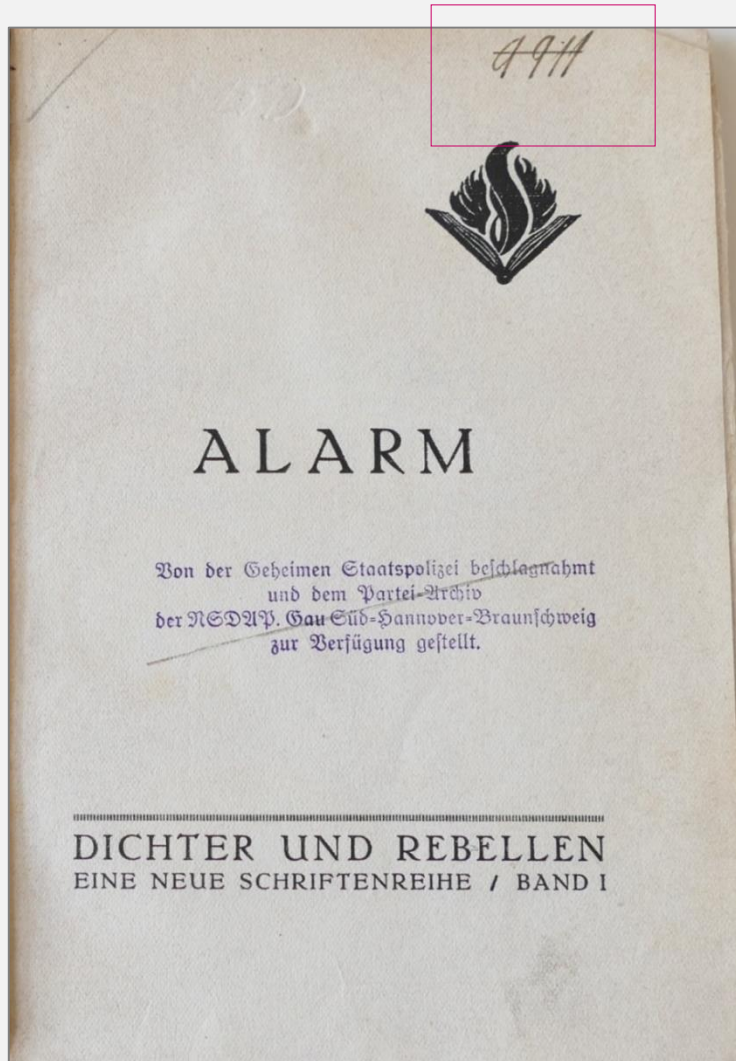 ALARM
Von der Geheimen Staatspolizei beschlagnahmt
und dem Partei-Archiv
der NSDAP. Gau Süd-Hannover-Braunschweig
zur Verfügung gestellt.
DICHTER UND REBELLEN
EINE NEUE SCHRIFTENREIHE / BAND I